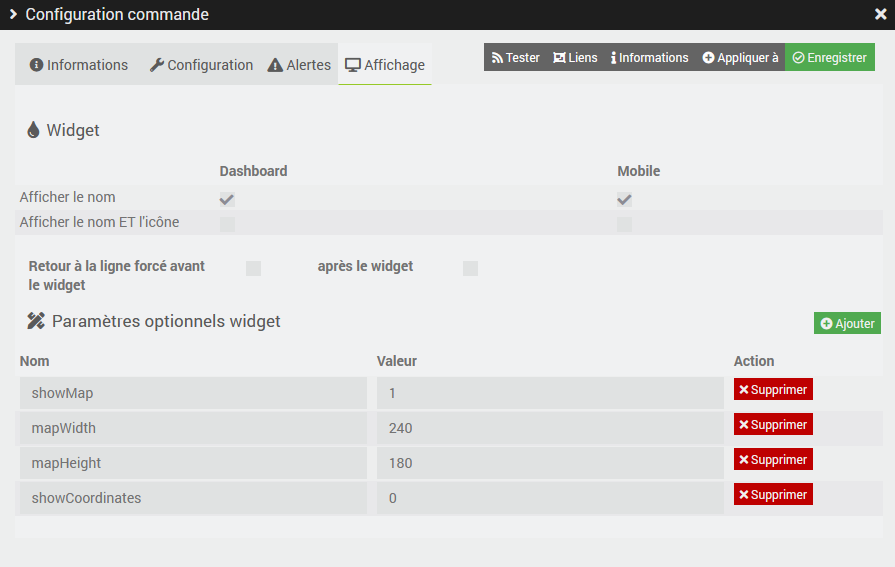 Configuration commande
Informations Configuration Alertes Affichage
Tester Liens Informations Appliquer à Enregistrer
Widget
Dashboard Mobile
Afficher le nom
Afficher le nom ET l'icône
Retour à la ligne forcé avant
le widget
après le widget
Paramètres optionnels widget
Ajouter
Nom Valeur Action
showMap 1 Supprimer
mapWidth 240 Supprimer
mapHeight 180 Supprimer
showCoordinates 0 Supprimer